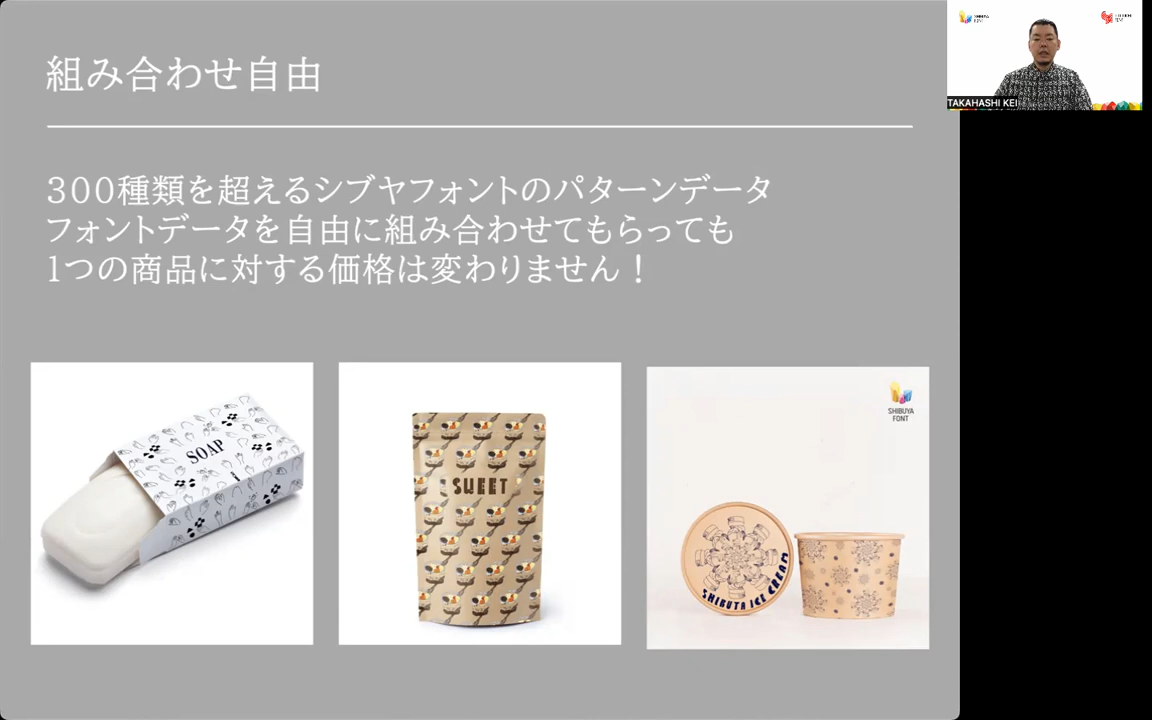 組み合わせ自由
300種類を超えるシブヤフォントのパターンデータ
フォントデータを自由に組み合わせてもらっても
1つの商品に対する価格は変わりません！
SOAP
SWEET
SHIBUYA
FONT
SHIBUYA ICE CREAM
TAKAHASHI KEI